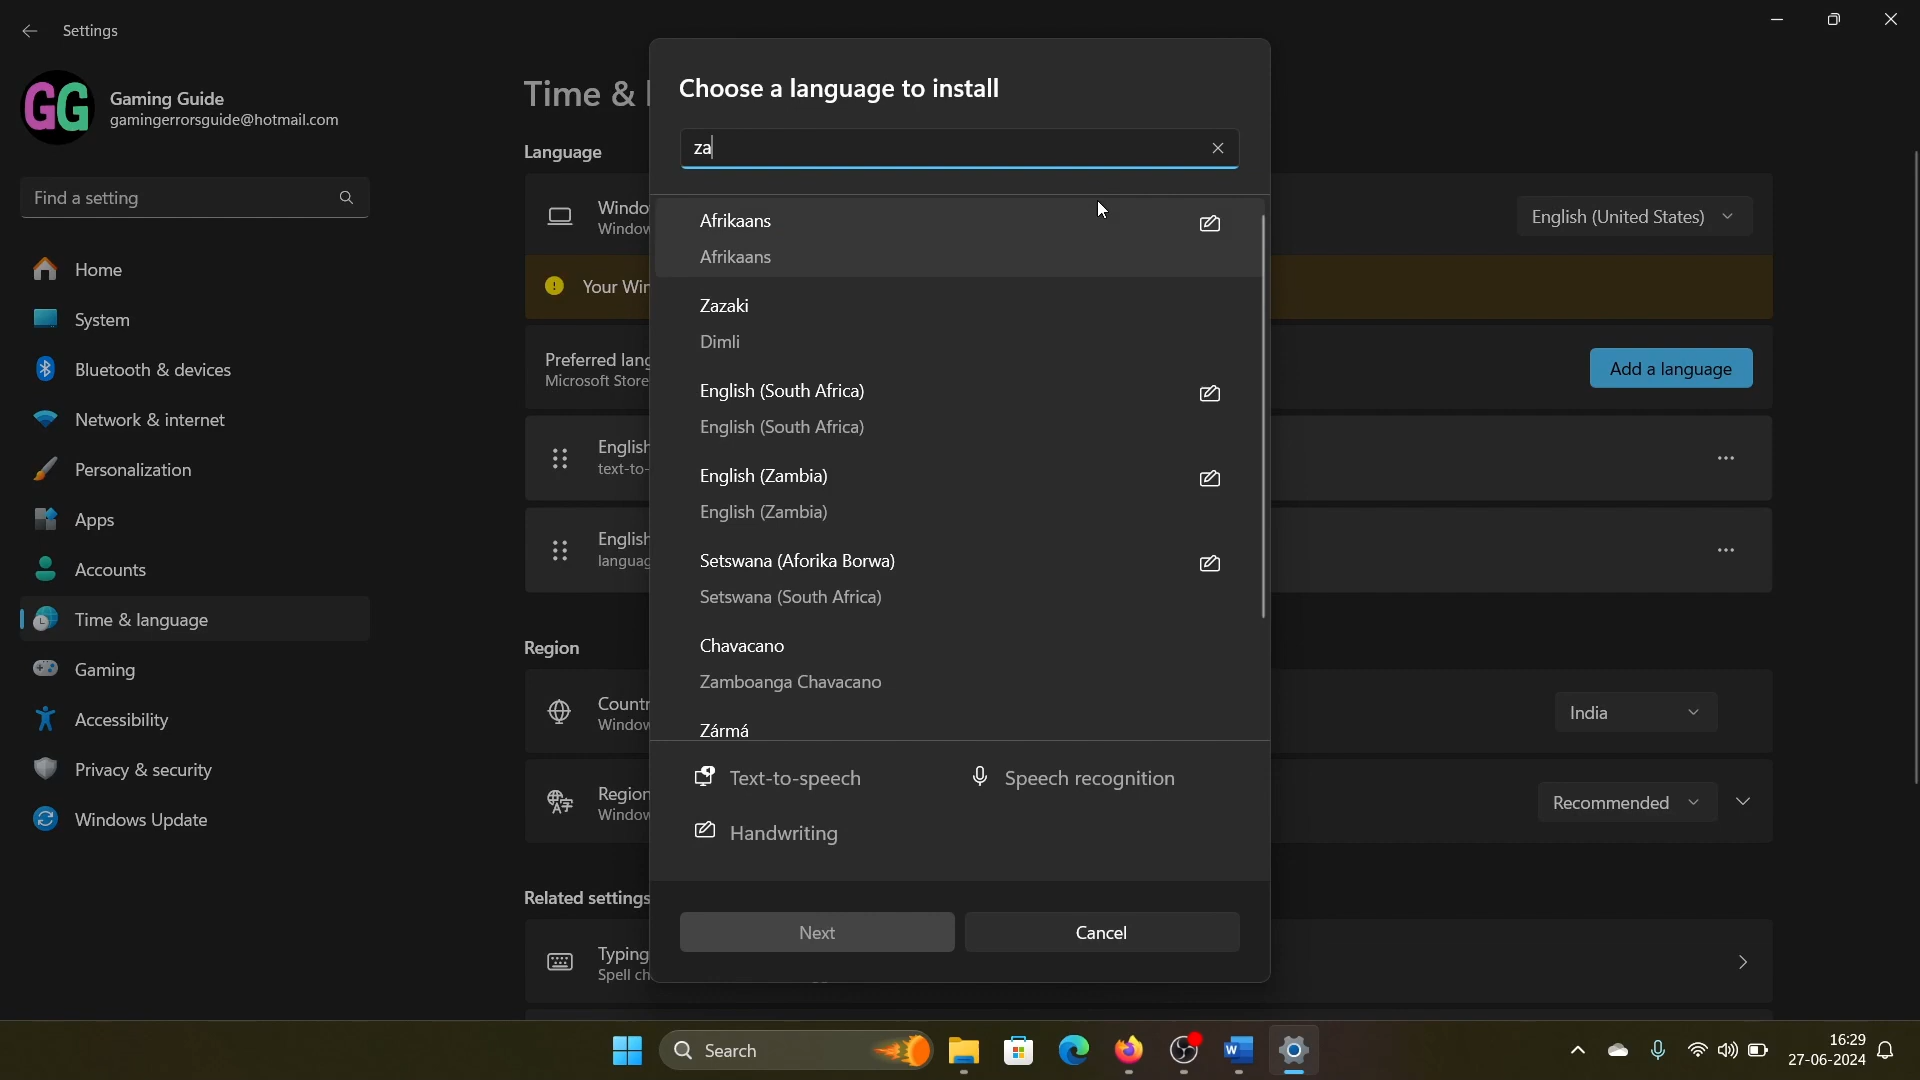 Settings
GG
Gaming Guide
gamingerrorsguide@hotmail.com
Find a setting
Home
System
Bluetooth & devices
Network & internet
Personalization
Apps
Accounts
Time & language
Gaming
Accessibility
Privacy & security
Windows Update
Time &
Language
English (United States)
Your Win
Preferred lang
Microsoft Store
Add a language
English
text-to-
English
languag
Region
Countr
Window
India
Region
Window
Recommended
Related settings
Typing
Spell ch
Choose a language to install
za
Afrikaans
Afrikaans
Zazaki
Dimli
English (South Africa)
English (South Africa)
English (Zambia)
English (Zambia)
Setswana (Aforika Borwa)
Setswana (South Africa)
Chavacano
Zamboanga Chavacano
Zármá
Text-to-speech
Speech recognition
Handwriting
Next
Cancel
Search
16:29
27-06-2024